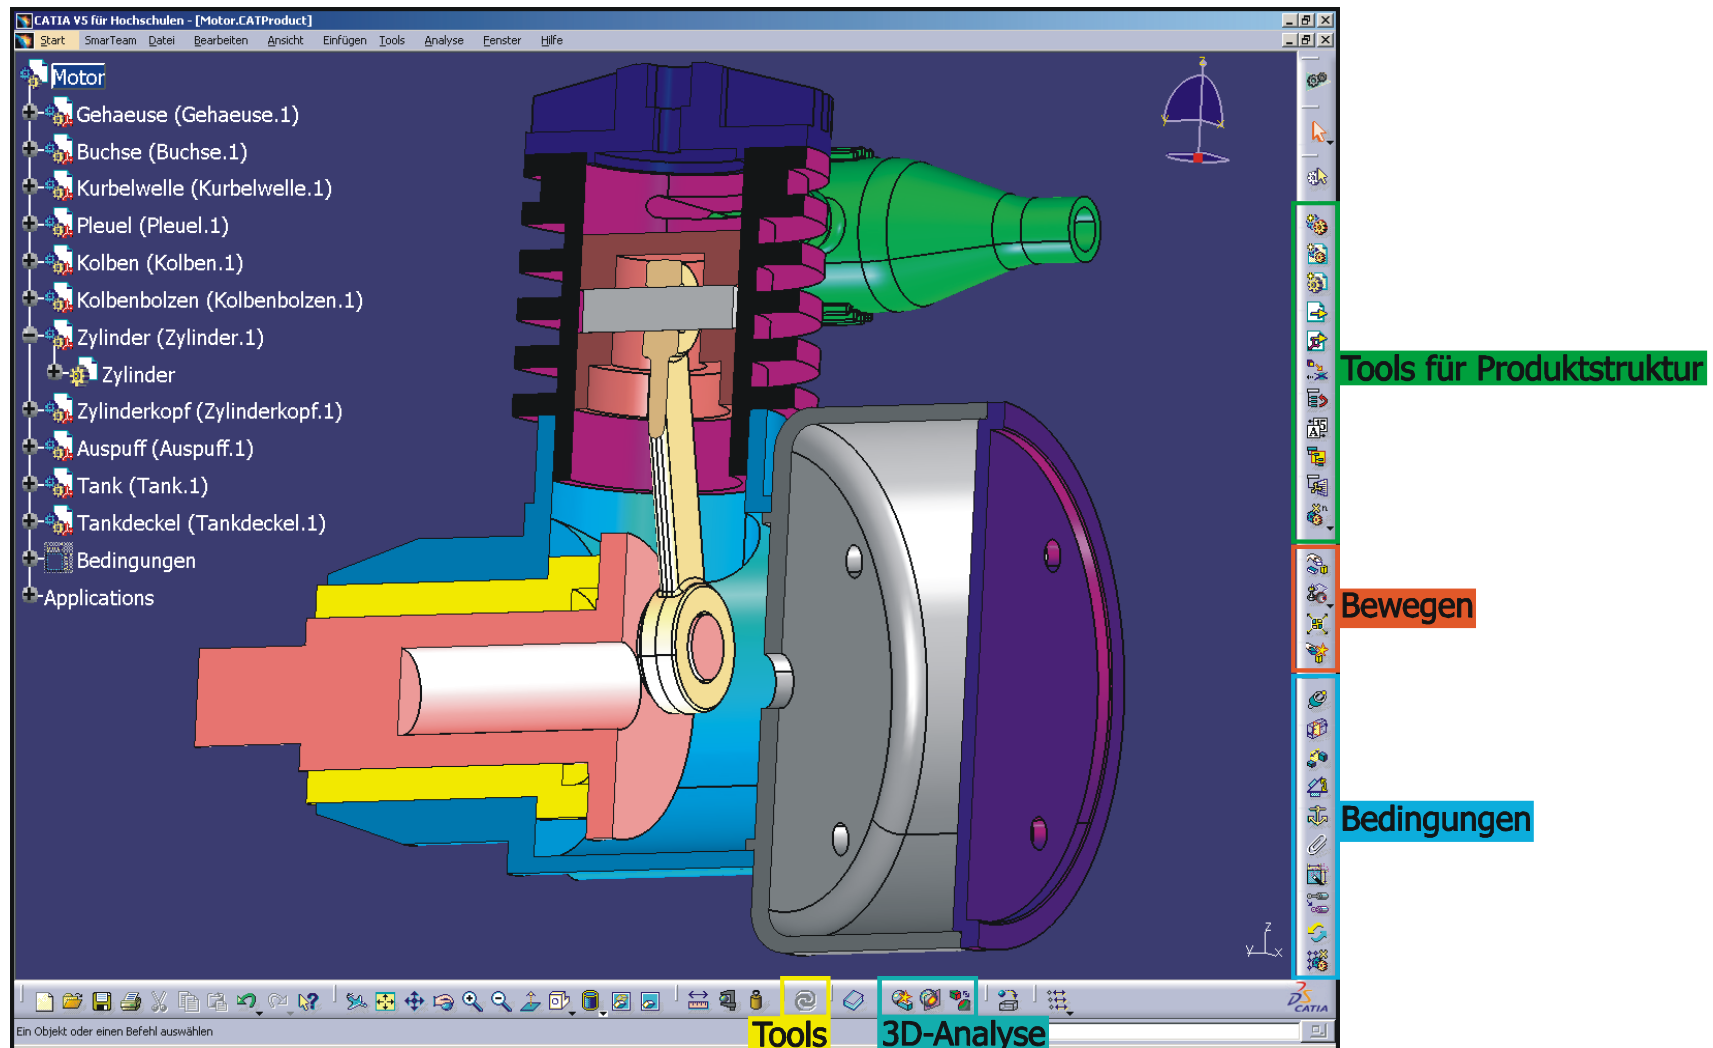 CATIA V5 für Hochschulen - [Motor.CATProduct]
Start SmarTeam Datei Bearbeiten Ansicht Einfügen Tools Analyse Fenster Hilfe
Motor
Gehaeuse (Gehaeuse.1)
Buchse (Buchse.1)
Kurbelwelle (Kurbelwelle.1)
Pleuel (Pleuel.1)
Kolben (Kolben.1)
Kolbenbolzen (Kolbenbolzen.1)
Zylinder (Zylinder.1)
Zylinder
Zylinderkopf (Zylinderkopf.1)
Auspuff (Auspuff.1)
Tank (Tank.1)
Tankdeckel (Tankdeckel.1)
Bedingungen
Applications
z
y
x
Tools für Produktstruktur
Bewegen
Bedingungen
z
y x
CATIA
Ein Objekt oder einen Befehl auswählen
Tools
3D-Analyse